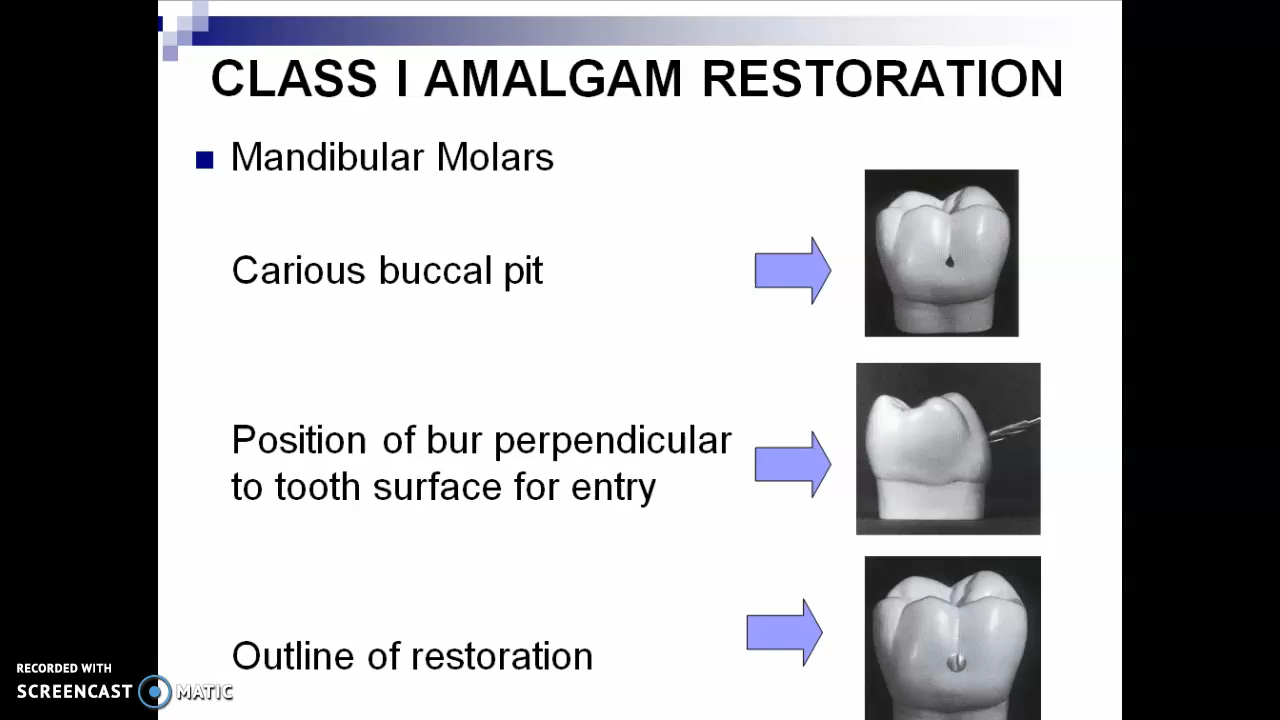 CLASS I AMALGAM RESTORATION
Mandibular Molars
Carious buccal pit
Position of bur perpendicular
to tooth surface for entry
Outline of restoration
RECORDED WITH
SCREENCAST MATIC